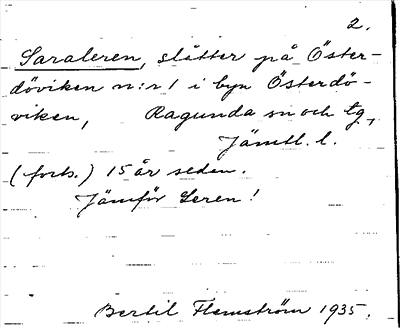 2.
Saraleren, slåtter på Öster-
döviken n:r 1 i byn Österdö-
viken, Ragunda sn och tg,
Jämtl. l.
(forts.) 15 år sedan.
Jämför Leren!
Bertil Flemström 1935.